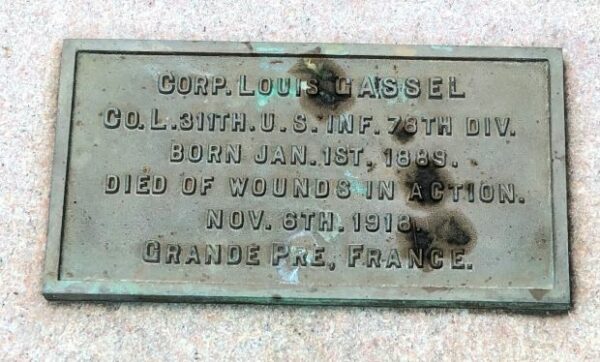 CORP. LOUIS GASSEL
CO. L. 311TH. U. S. INF. 78TH DIV.
BORN JAN. 1ST. 1889.
DIED OF WOUNDS IN ACTION.
NOV. 6TH. 1918.
GRANDE PRE, FRANCE.